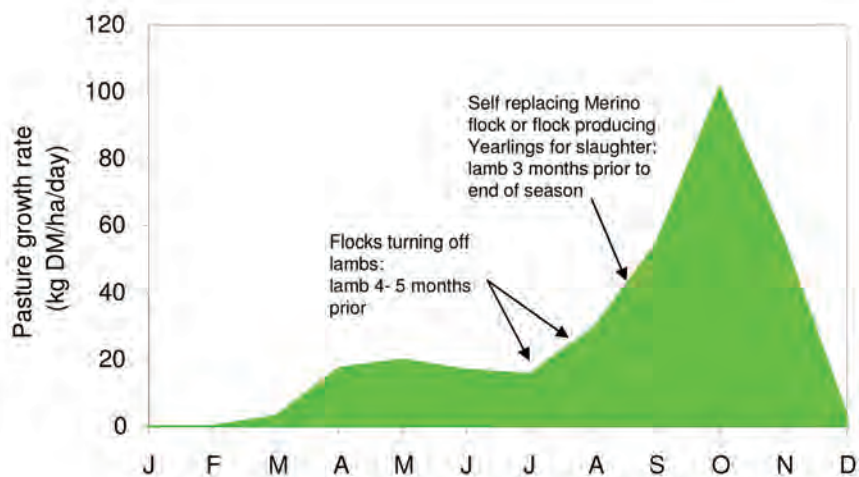 120
100
80
60
40
20
0
Pasture growth rate
(kg DM/ha/day)
Self replacing Merino
flock or flock producing
Yearlings for slaughter:
lamb 3 months prior to
end of season
Flocks turning off
lambs:
lamb 4- 5 months
prior
J F M A M J J A S O N D